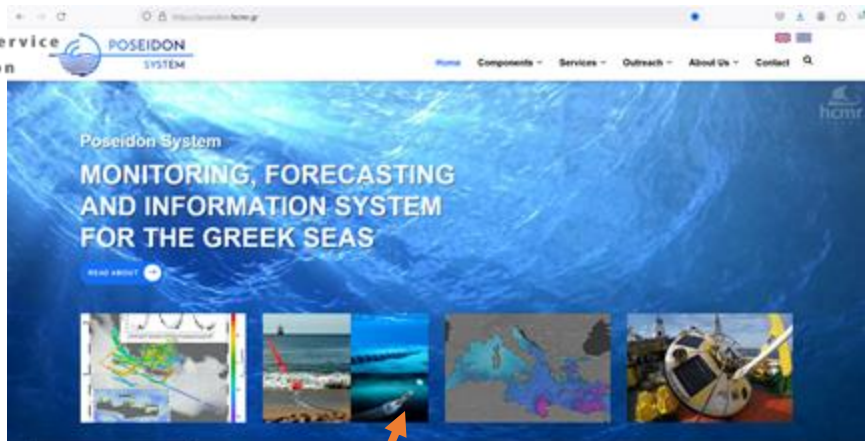 ervice
n
POSEIDON
SYSTEM
Home Components Services Outreach About Us Contact
hcmr
Poseidon System
MONITORING, FORECASTING
AND INFORMATION SYSTEM
FOR THE GREEK SEAS
READ ABOUT